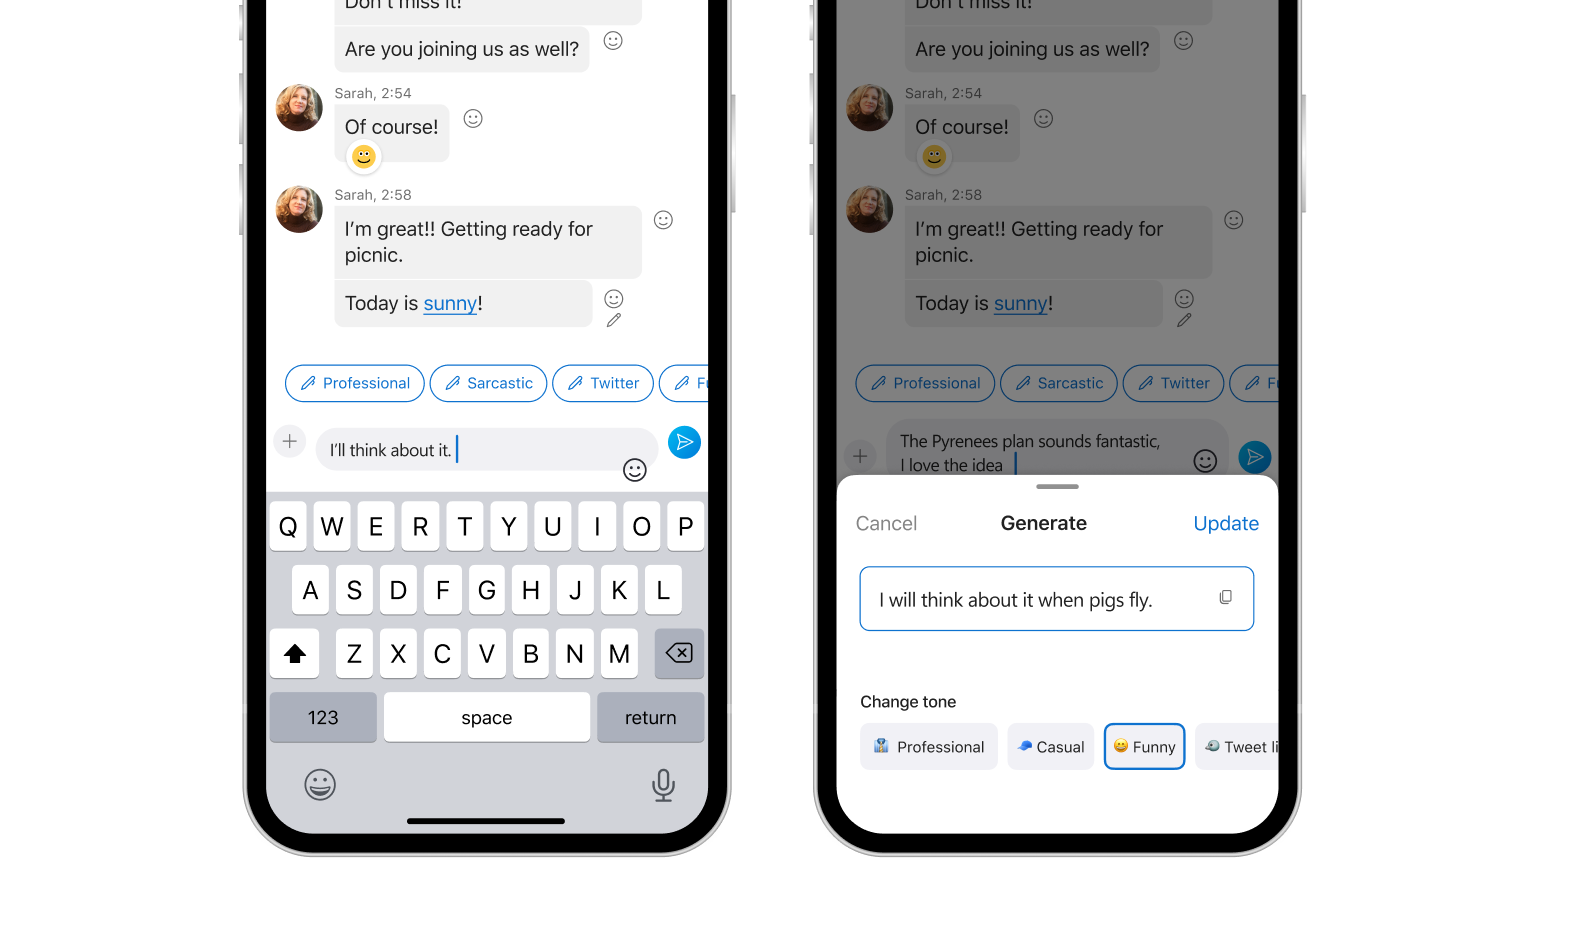 Don't miss it!
Are you joining us as well?
Sarah, 2:54
Of course!
Sarah, 2:58
I'm great!! Getting ready for
picnic.
Today is sunny!
Professional
Sarcastic
Twitter
Fu
I'll think about it.
Q W E R T Y U I O P
A S D F G H J K L
Z X C V B N M
123
space
return
Don't miss it!
Are you joining us as well?
Sarah, 2:54
Of course!
Sarah, 2:58
I'm great!! Getting ready for
picnic.
Today is sunny!
Professional
Sarcastic
Twitter
Fu
The Pyrenees plan sounds fantastic,
I love the idea
Cancel
Generate
Update
I will think about it when pigs fly.
Change tone
Professional
Casual
Funny
Tweet li